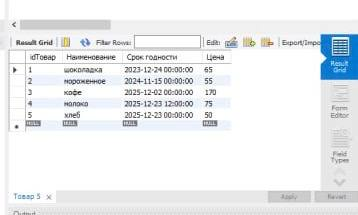 Result Grid Filter Rows: Edit: Export/Impo
idТовар Наименование Срок годности Цена
1 шоколадка 2023-12-24 00:00:00 65
2 мороженное 2024-11-15 00:00:00 55
3 кофе 2025-12-02 00:00:00 170
4 молоко 2025-12-23 12:00:00 75
5 хлеб 2025-12-23 00:00:00 50
NULL NULL NULL NULL
Result
Grid
Form
Editor
Field
Types
Товар 5 x
Apply Revert
Output